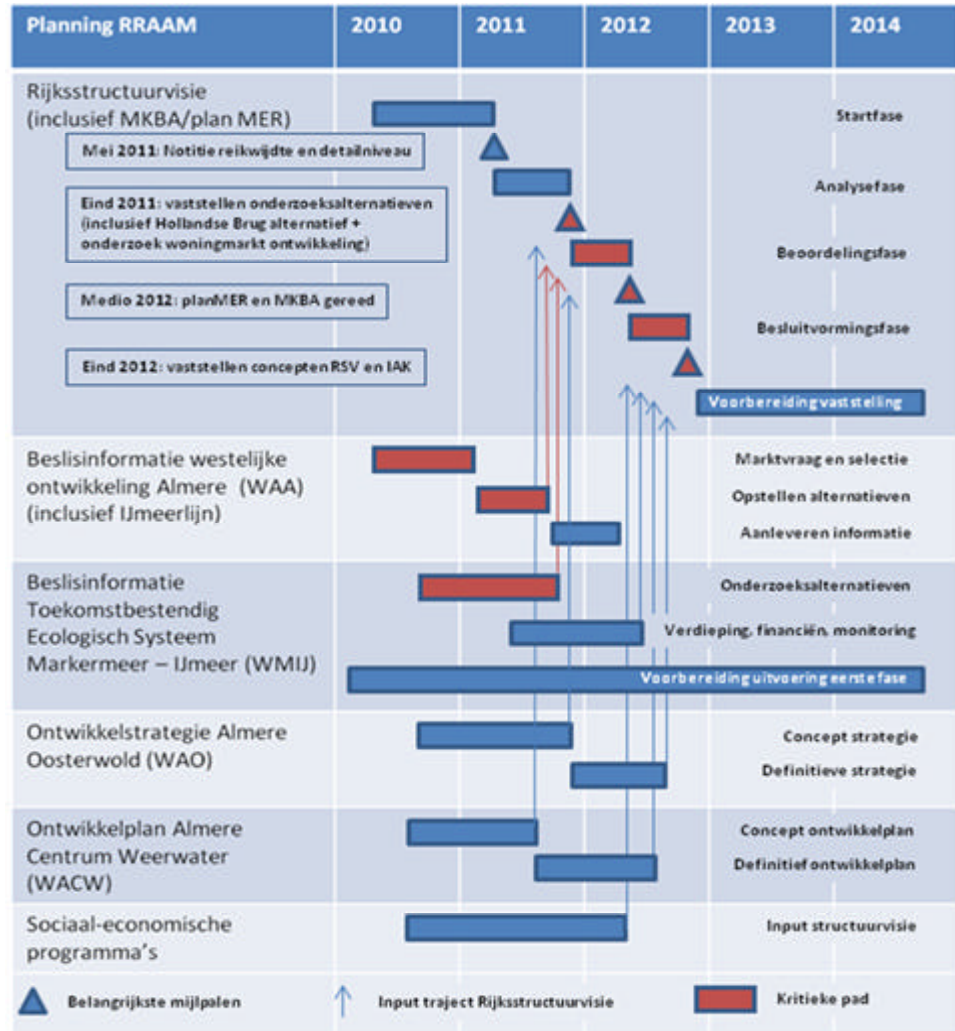 Planning RRAAM 2010 2011 2012 2013 2014
Rijksstructuurvisie
(inclusief MKBA/plan MER)
Startfase
Mei 2011: Notitie reikwijdte en detailniveau
Analysefase
Eind 2011: vaststellen onderzoeksalternatieven
(inclusief Hollandse Brug alternatief +
onderzoek woningmarkt ontwikkeling)
Beoordelingsfase
Medio 2012: planMER en MKBA gereed
Besluitvormingsfase
Eind 2012: vaststellen concepten RSV en IAK
Voorbereiding vaststelling
Beslisinformatie westelijke
ontwikkeling Almere (WAA)
(inclusief IJmeerlijn)
Marktvraag en selectie
Opstellen alternatieven
Aanleveren informatie
Beslisinformatie
Toekomstbestendig
Ecologisch Systeem
Markermeer – IJmeer (WMIJ)
Onderzoeksalternatieven
Verdieping, financiën, monitoring
Voorbereiding uitvoering eerste fase
Ontwikkelstrategie Almere
Oosterwold (WAO)
Concept strategie
Definitieve strategie
Ontwikkelplan Almere
Centrum Weerwater
(WACW)
Concept ontwikkelplan
Definitief ontwikkelplan
Sociaal-economische
programma's
Input structuurvisie
Belangrijkste mijlpalen
Input traject Rijksstructuurvisie
Kritieke pad